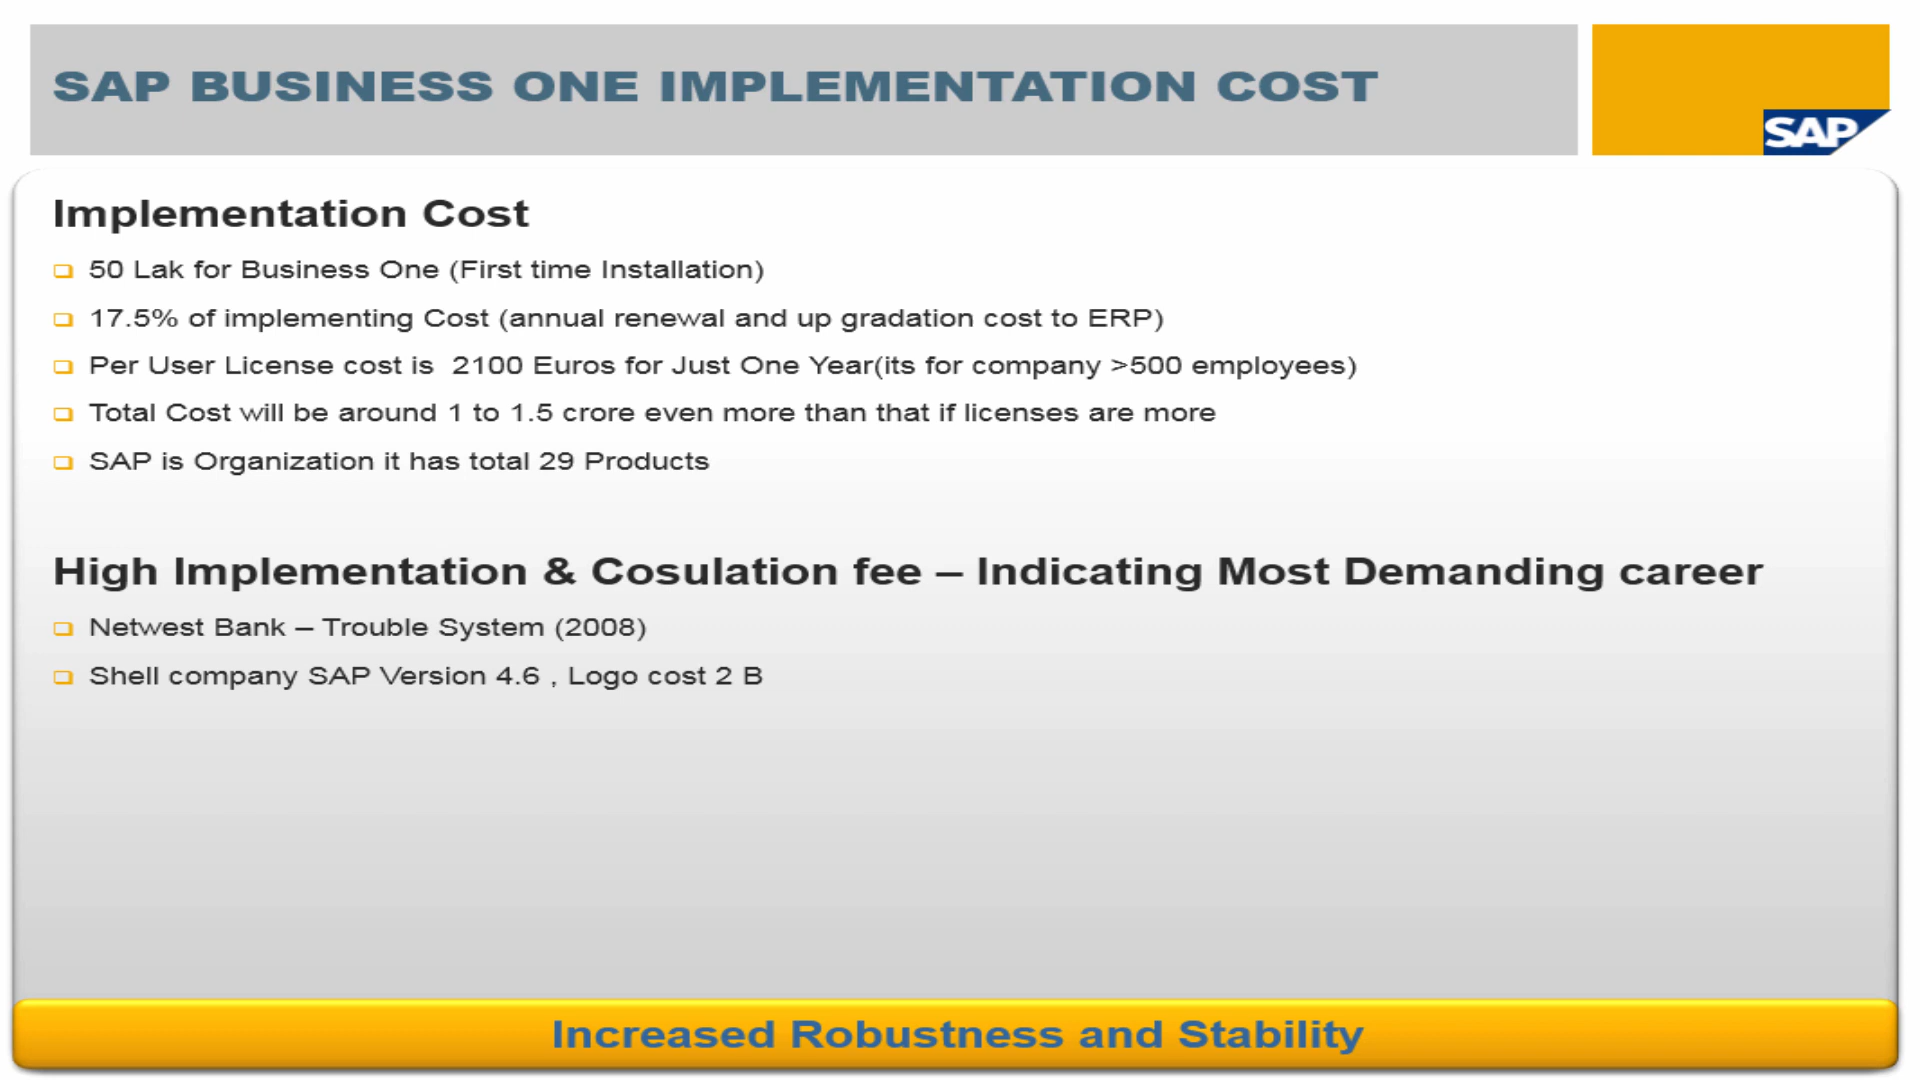 SAP BUSINESS ONE IMPLEMENTATION COST
SAP
Implementation Cost
50 Lak for Business One (First time Installation)
17.5% of implementing Cost (annual renewal and up gradation cost to ERP)
Per User License cost is  2100 Euros for Just One Year(its for company >500 employees)
Total Cost will be around 1 to 1.5 crore even more than that if licenses are more
SAP is Organization it has total 29 Products
High Implementation & Cosulation fee – Indicating Most Demanding career
Netwest Bank – Trouble System (2008)
Shell company SAP Version 4.6 , Logo cost 2 B
Increased Robustness and Stability